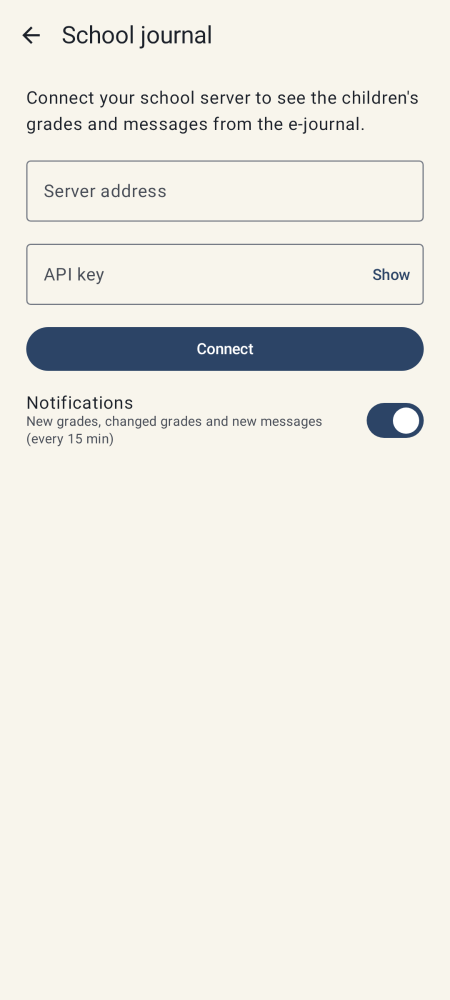 School journal
Connect your school server to see the children's
grades and messages from the e-journal.
Server address
API key
Show
Connect
Notifications
New grades, changed grades and new messages
(every 15 min)